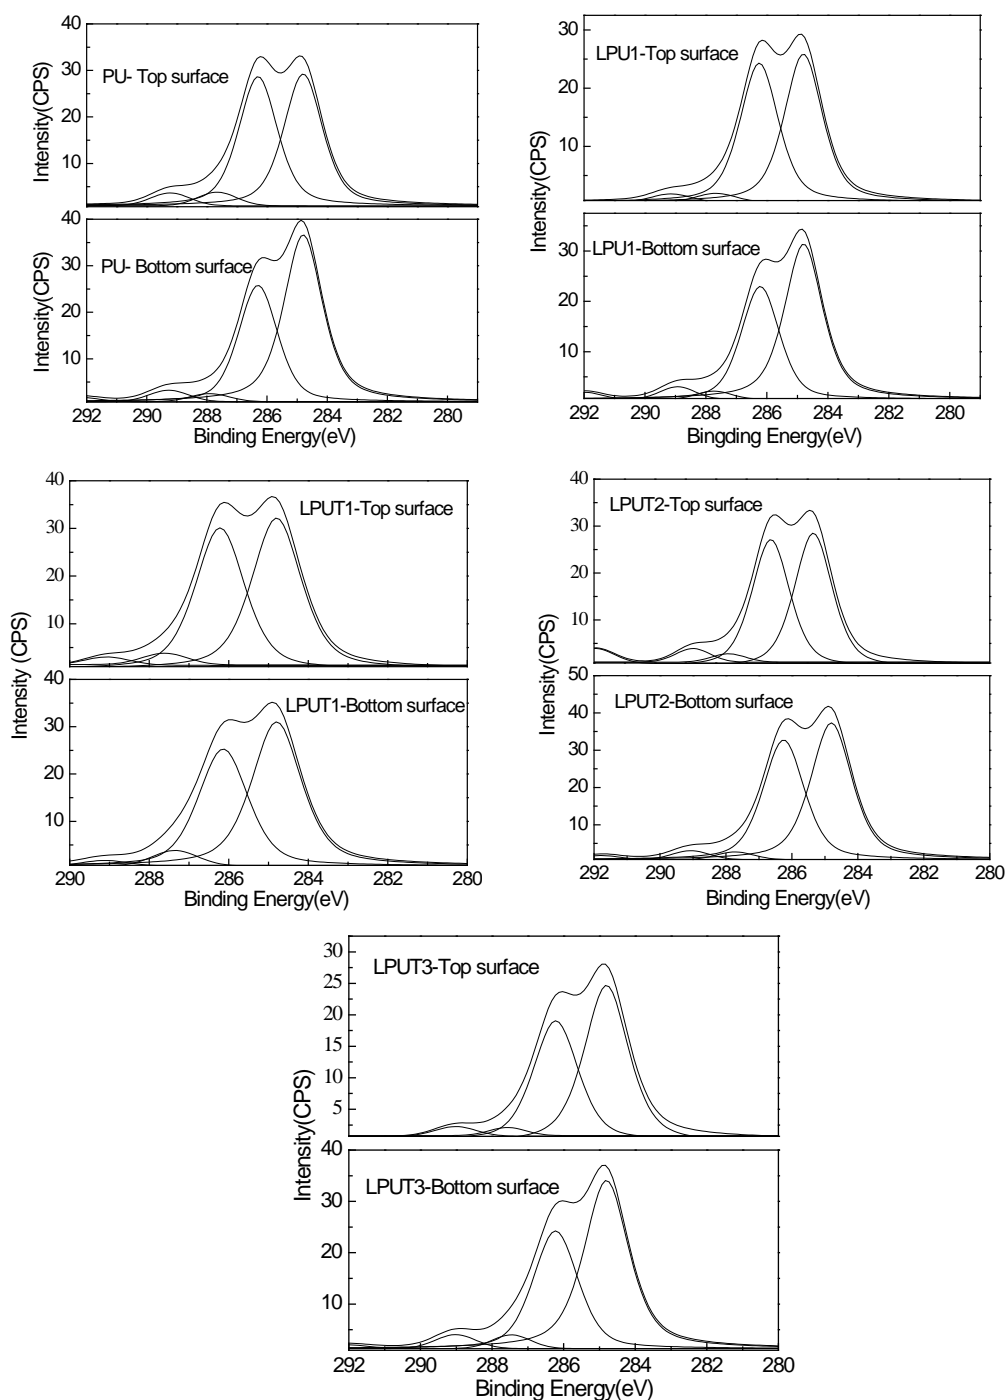 40
30
20
10
Intensity(CPS)
PU- Top surface
40
30
20
10
Intensity(CPS)
PU- Bottom surface
292 290 288 286 284 282 280
Binding Energy(eV)
30
20
10
LPU1-Top surface
Intensity(CPS)
30
20
10
LPU1-Bottom surface
292 290 288 286 284 282 280
Bingding Energy(eV)
40
30
20
10
LPUT1-Top surface
Intensity (CPS)
40
30
20
10
LPUT1-Bottom surface
290 288 286 284 282 280
Binding Energy(eV)
40
30
20
10
LPUT2-Top surface
Intensity(CPS)
50
40
30
20
10
LPUT2-Bottom surface
292 290 288 286 284 282 280
Binding Energy(eV)
30
25
20
15
10
5
LPUT3-Top surface
Intensity(CPS)
40
30
20
10
LPUT3-Bottom surface
292 290 288 286 284 282 280
Binding Energy(eV)